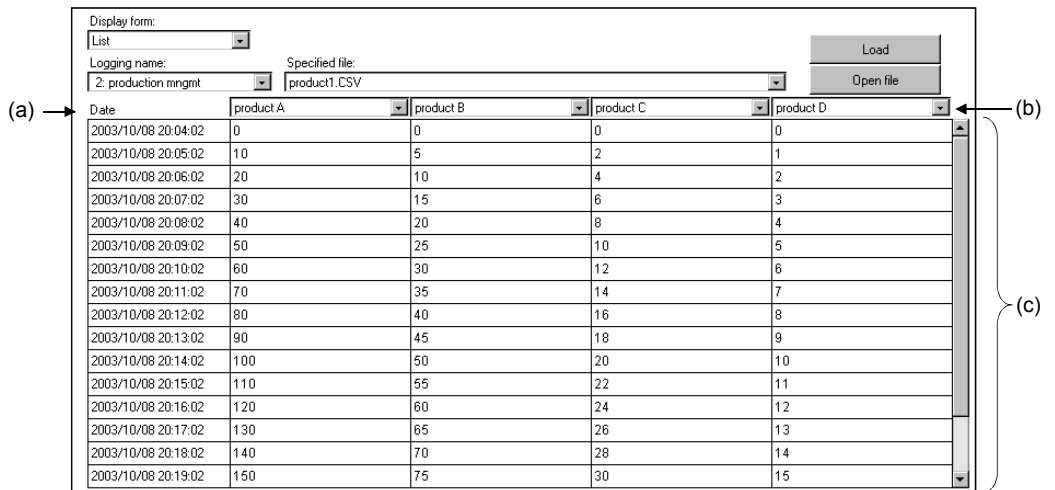 Display form:
List
Load
Logging name:
Specified file:
2: production mngmt
product1.CSV
Open file
(a)
Date
product A
product B
product C
product D
(b)
2003/10/08 20:04:02 0 0 0 0
2003/10/08 20:05:02 10 5 2 1
2003/10/08 20:06:02 20 10 4 2
2003/10/08 20:07:02 30 15 6 3
2003/10/08 20:08:02 40 20 8 4
2003/10/08 20:09:02 50 25 10 5
2003/10/08 20:10:02 60 30 12 6
2003/10/08 20:11:02 70 35 14 7
(c)
2003/10/08 20:12:02 80 40 16 8
2003/10/08 20:13:02 90 45 18 9
2003/10/08 20:14:02 100 50 20 10
2003/10/08 20:15:02 110 55 22 11
2003/10/08 20:16:02 120 60 24 12
2003/10/08 20:17:02 130 65 26 13
2003/10/08 20:18:02 140 70 28 14
2003/10/08 20:19:02 150 75 30 15